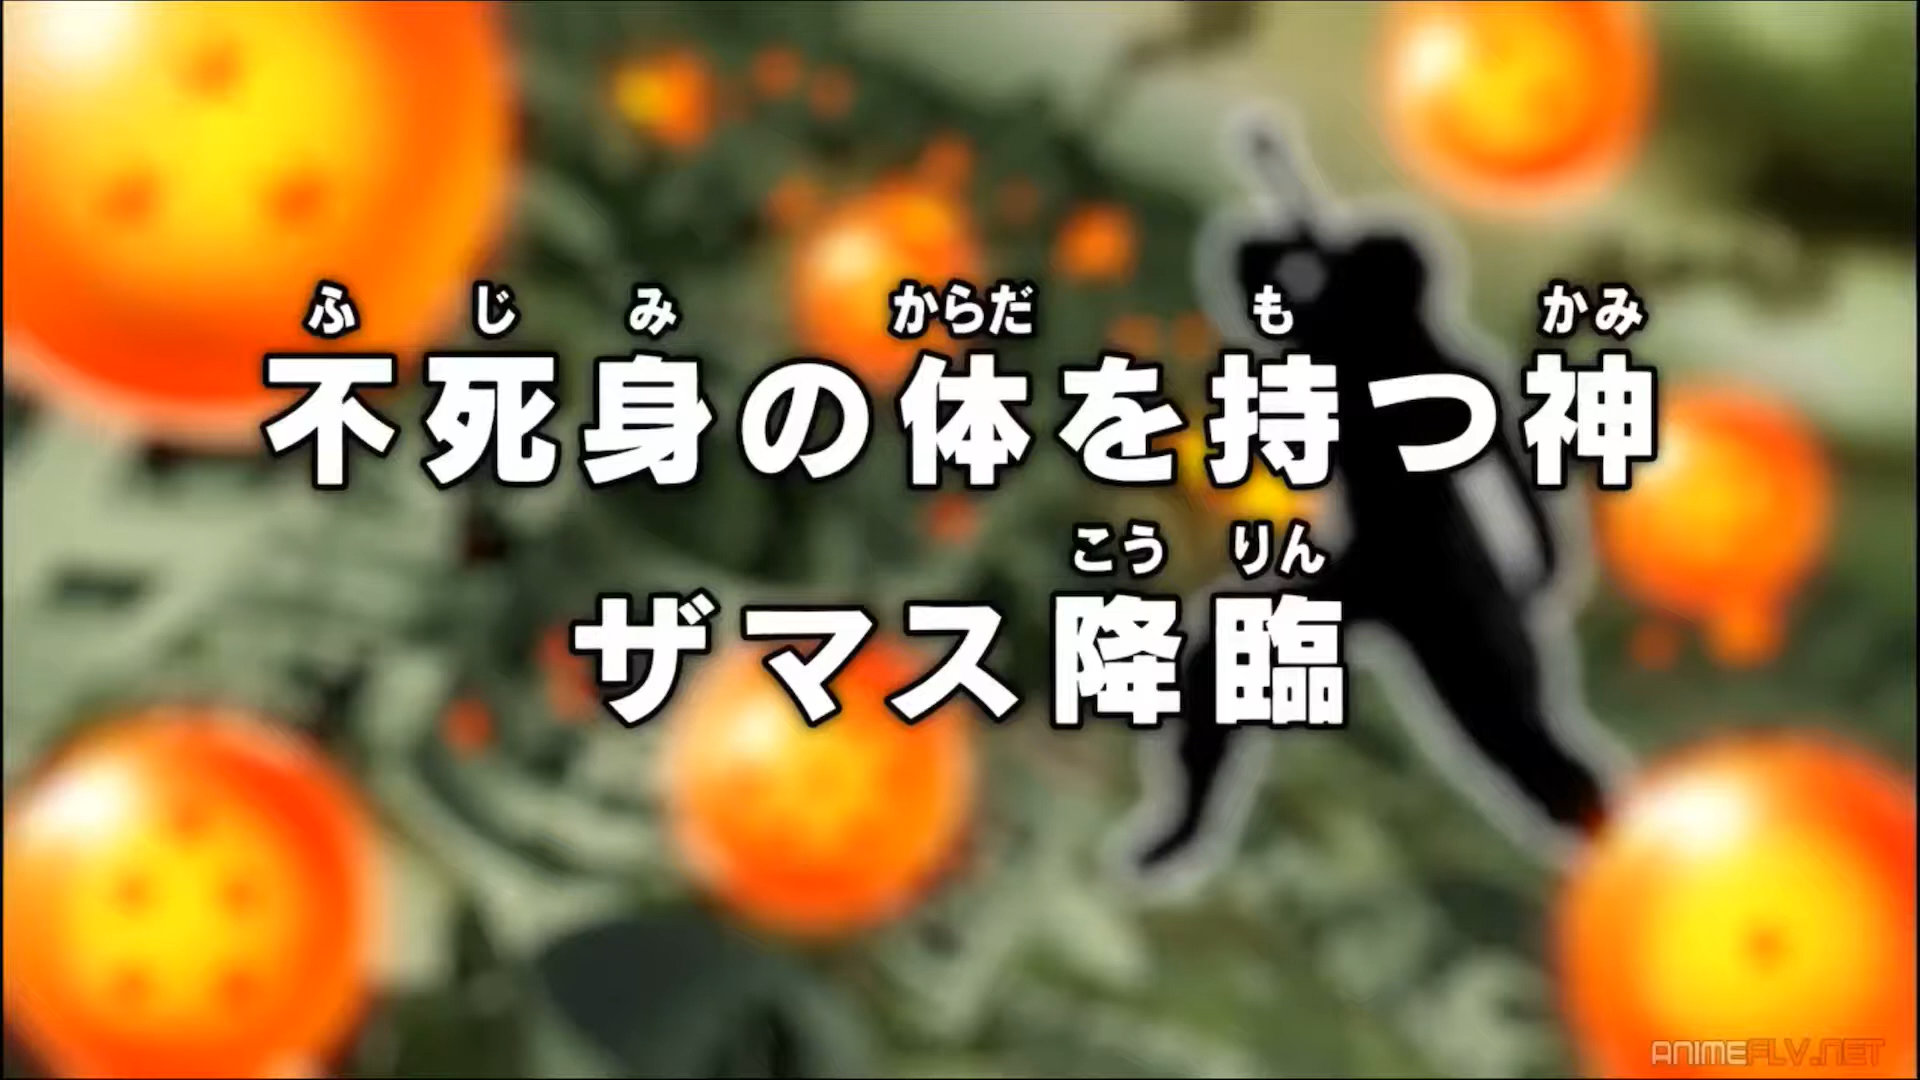 ふじみ からだ も かみ
不死身の体を持つ神
こうりん
ザマス降臨
ANIMEFLV.NET